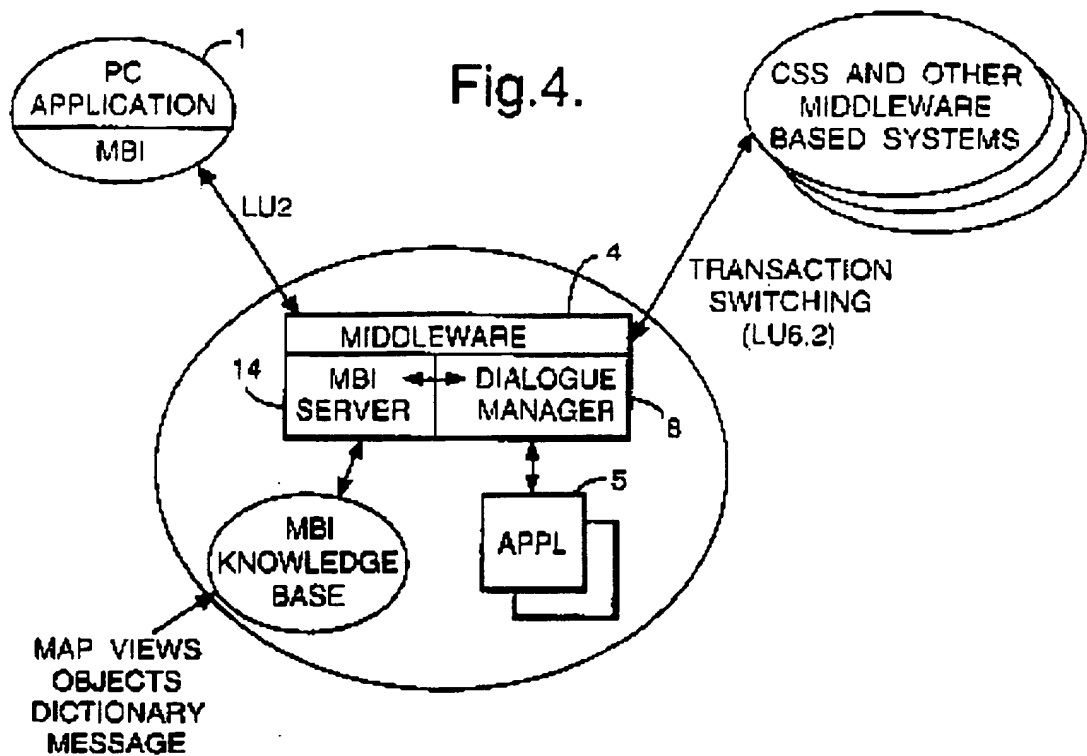 1
PC
APPLICATION
MBI
Fig.4.
CSS AND OTHER
MIDDLEWARE
BASED SYSTEMS
LU2
4
TRANSACTION
SWITCHING
(LU6,2)
MIDDLEWARE
14
MBI
SERVER
DIALOGUE
MANAGER
8
5
MBI
KNOWLEDGE
BASE
APPL
MAP VIEWS
OBJECTS
DICTIONARY
MESSAGE